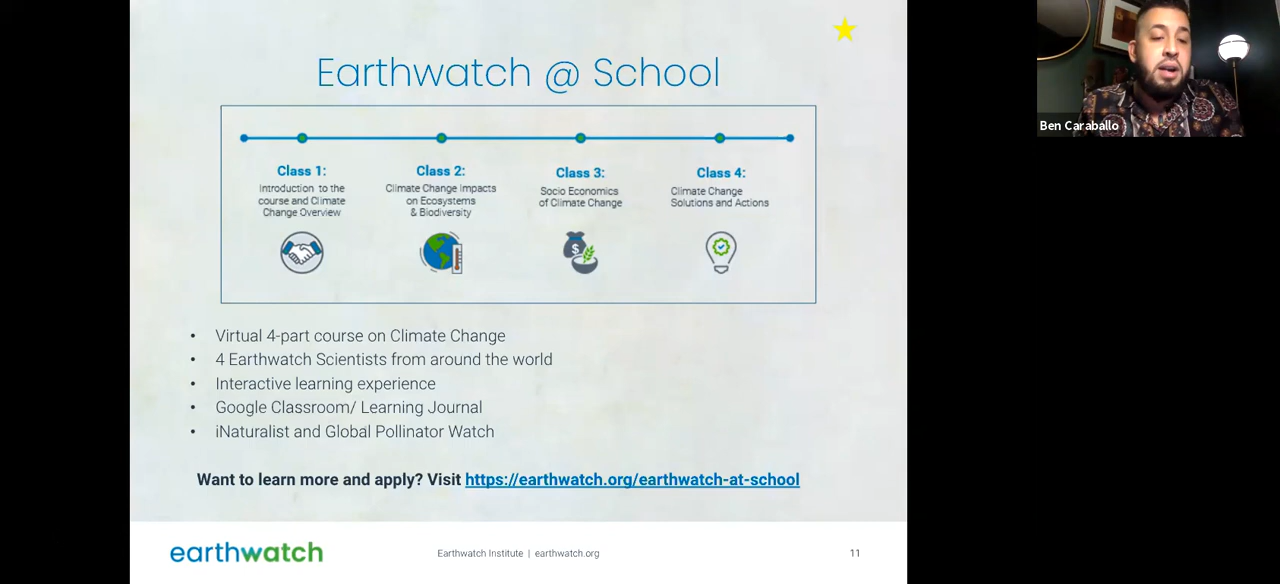 Earthwatch @ School
Class 1:
Introduction to the
course and Climate
Change Overview
Class 2:
Climate Change Impacts
on Ecosystems
& Biodiversity
Class 3:
Socio Economics
of Climate Change
Class 4:
Climate Change
Solutions and Actions
$
• Virtual 4-part course on Climate Change
• 4 Earthwatch Scientists from around the world
• Interactive learning experience
• Google Classroom/ Learning Journal
• iNaturalist and Global Pollinator Watch
Want to learn more and apply? Visit https://earthwatch.org/earthwatch-at-school
earthwatch
Earthwatch Institute | earthwatch.org
11
Ben Caraballo